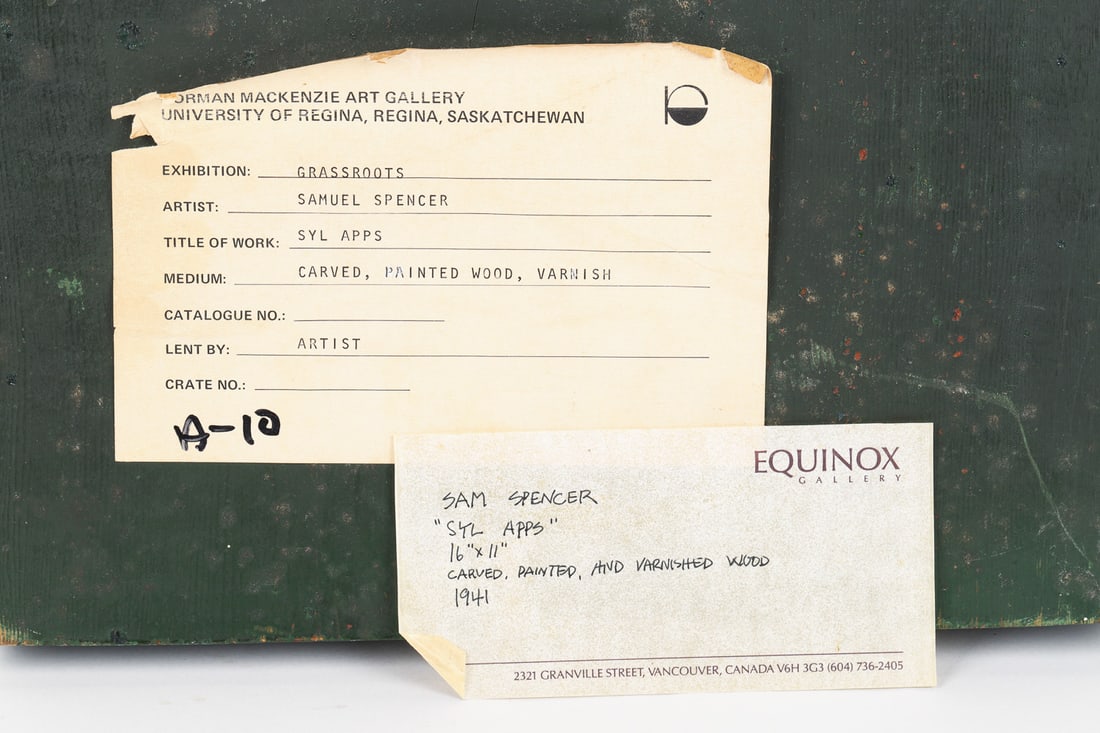 ORMAN MACKENZIE ART GALLERY
UNIVERSITY OF REGINA, REGINA, SASKATCHEWAN
EXHIBITION: GRASSROOTS
ARTIST: SAMUEL SPENCER
TITLE OF WORK: SYL APPS
MEDIUM: CARVED, PAINTED WOOD, VARNISH
CATALOGUE NO.:
LENT BY: ARTIST
CRATE NO.:
A-10
EQUINOX
GALLERY
SAM SPENCER
"SYL APPS"
16" x 11"
CARVED, PAINTED, AND VARNISHED WOOD
1941
2321 GRANVILLE STREET, VANCOUVER, CANADA V6H 3G3 (604) 736-2405